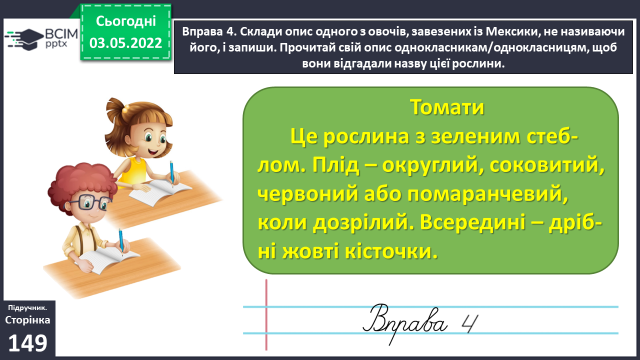 Сьогодні
03.05.2022
BCIM
pptx
Вправа 4. Склади опис одного з овочів, завезених із Мексики, не називаючи
його, і запиши. Прочитай свій опис однокласникам/однокласницям, щоб
вони відгадали назву цієї рослини.
Томати
Це рослина з зеленим стеб-
лом. Плід – округлий, соковитий,
червоний або помаранчевий,
коли дозрілий. Всередині – дріб-
ні жовті кісточки.
Вправа 4
Підручник.
Сторінка
149